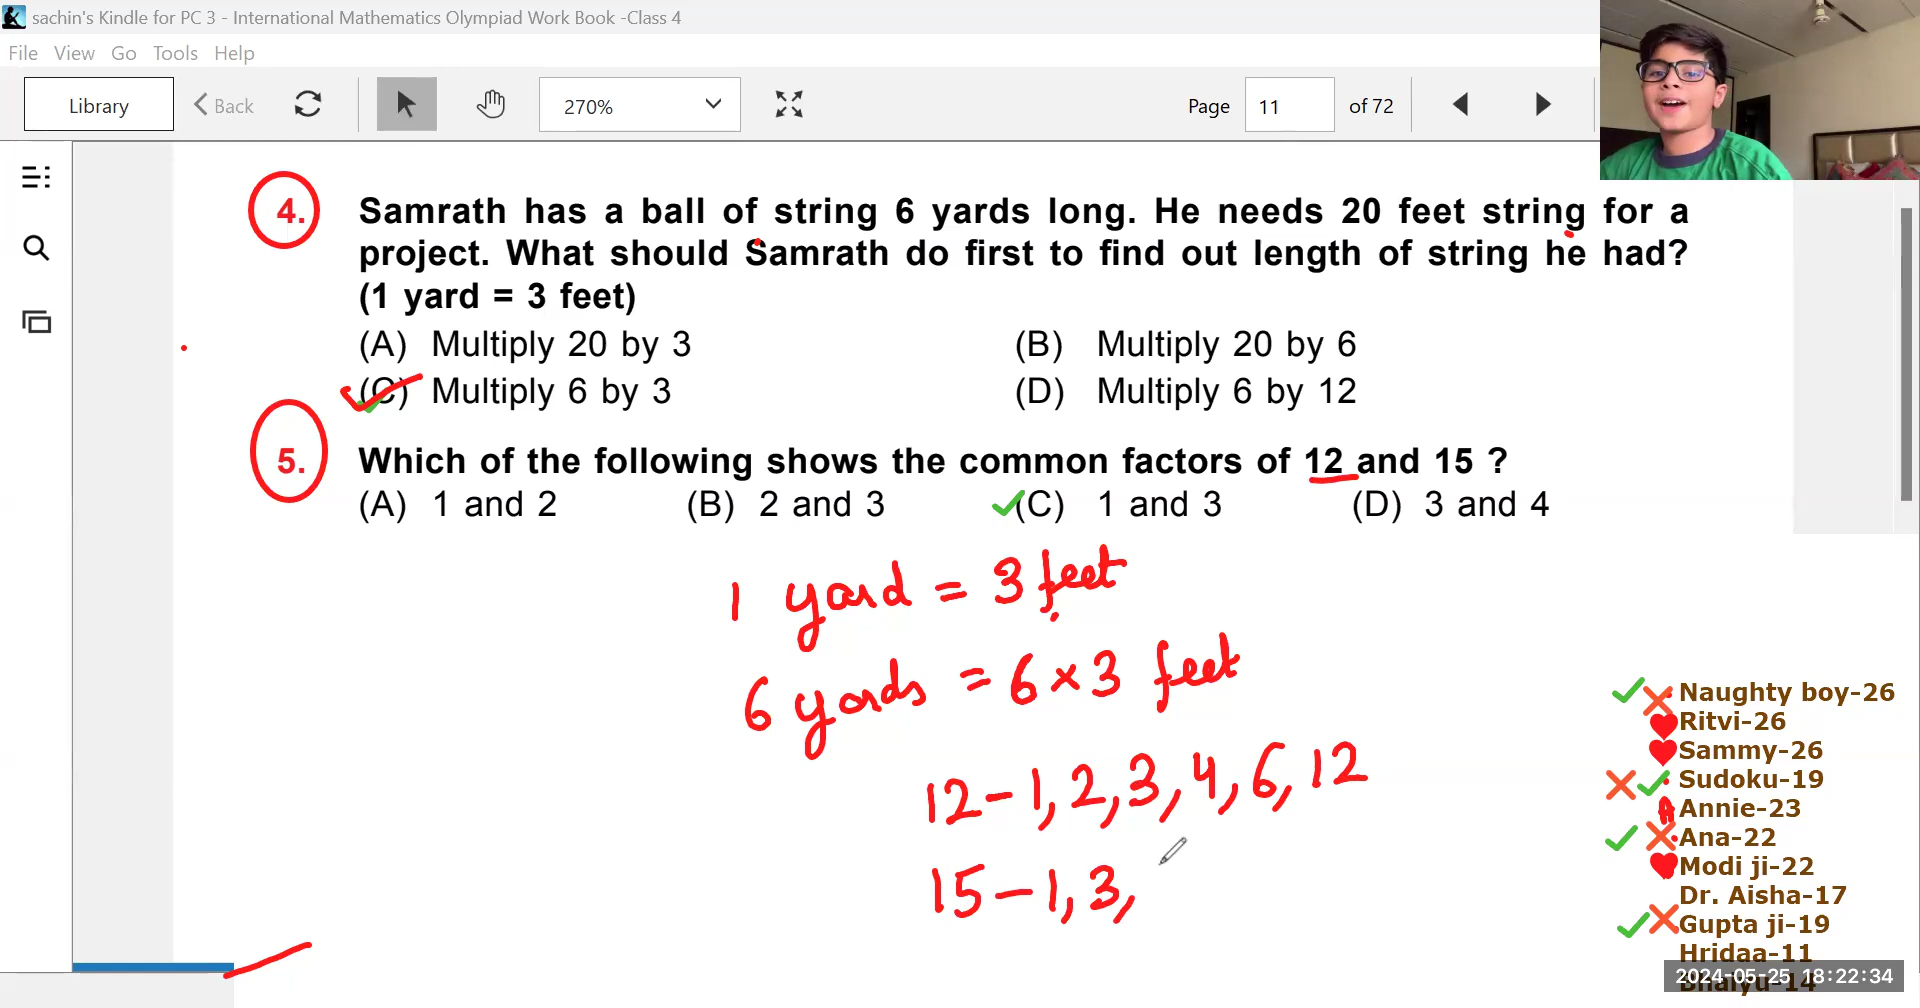 sachin's Kindle for PC 3 - International Mathematics Olympiad Work Book -Class 4
File View Go Tools Help
Library Back 270% Page 11 of 72
4. Samrath has a ball of string 6 yards long. He needs 20 feet string for a
project. What should Samrath do first to find out length of string he had?
(1 yard = 3 feet)
(A) Multiply 20 by 3 (B) Multiply 20 by 6
(C) Multiply 6 by 3 (D) Multiply 6 by 12
5. Which of the following shows the common factors of 12 and 15 ?
(A) 1 and 2 (B) 2 and 3 (C) 1 and 3 (D) 3 and 4
1 yard = 3 feet
6 yards = 6 × 3 feet
12 - 1, 2, 3, 4, 6, 12
15 - 1, 3,
Naughty boy-26
Ritvi-26
Sammy-26
Sudoku-19
Annie-23
Ana-22
Modi ji-22
Dr. Aisha-17
Gupta ji-19
Hridaa-11
Bhaiyu-14
2024-05-25 18:22:34